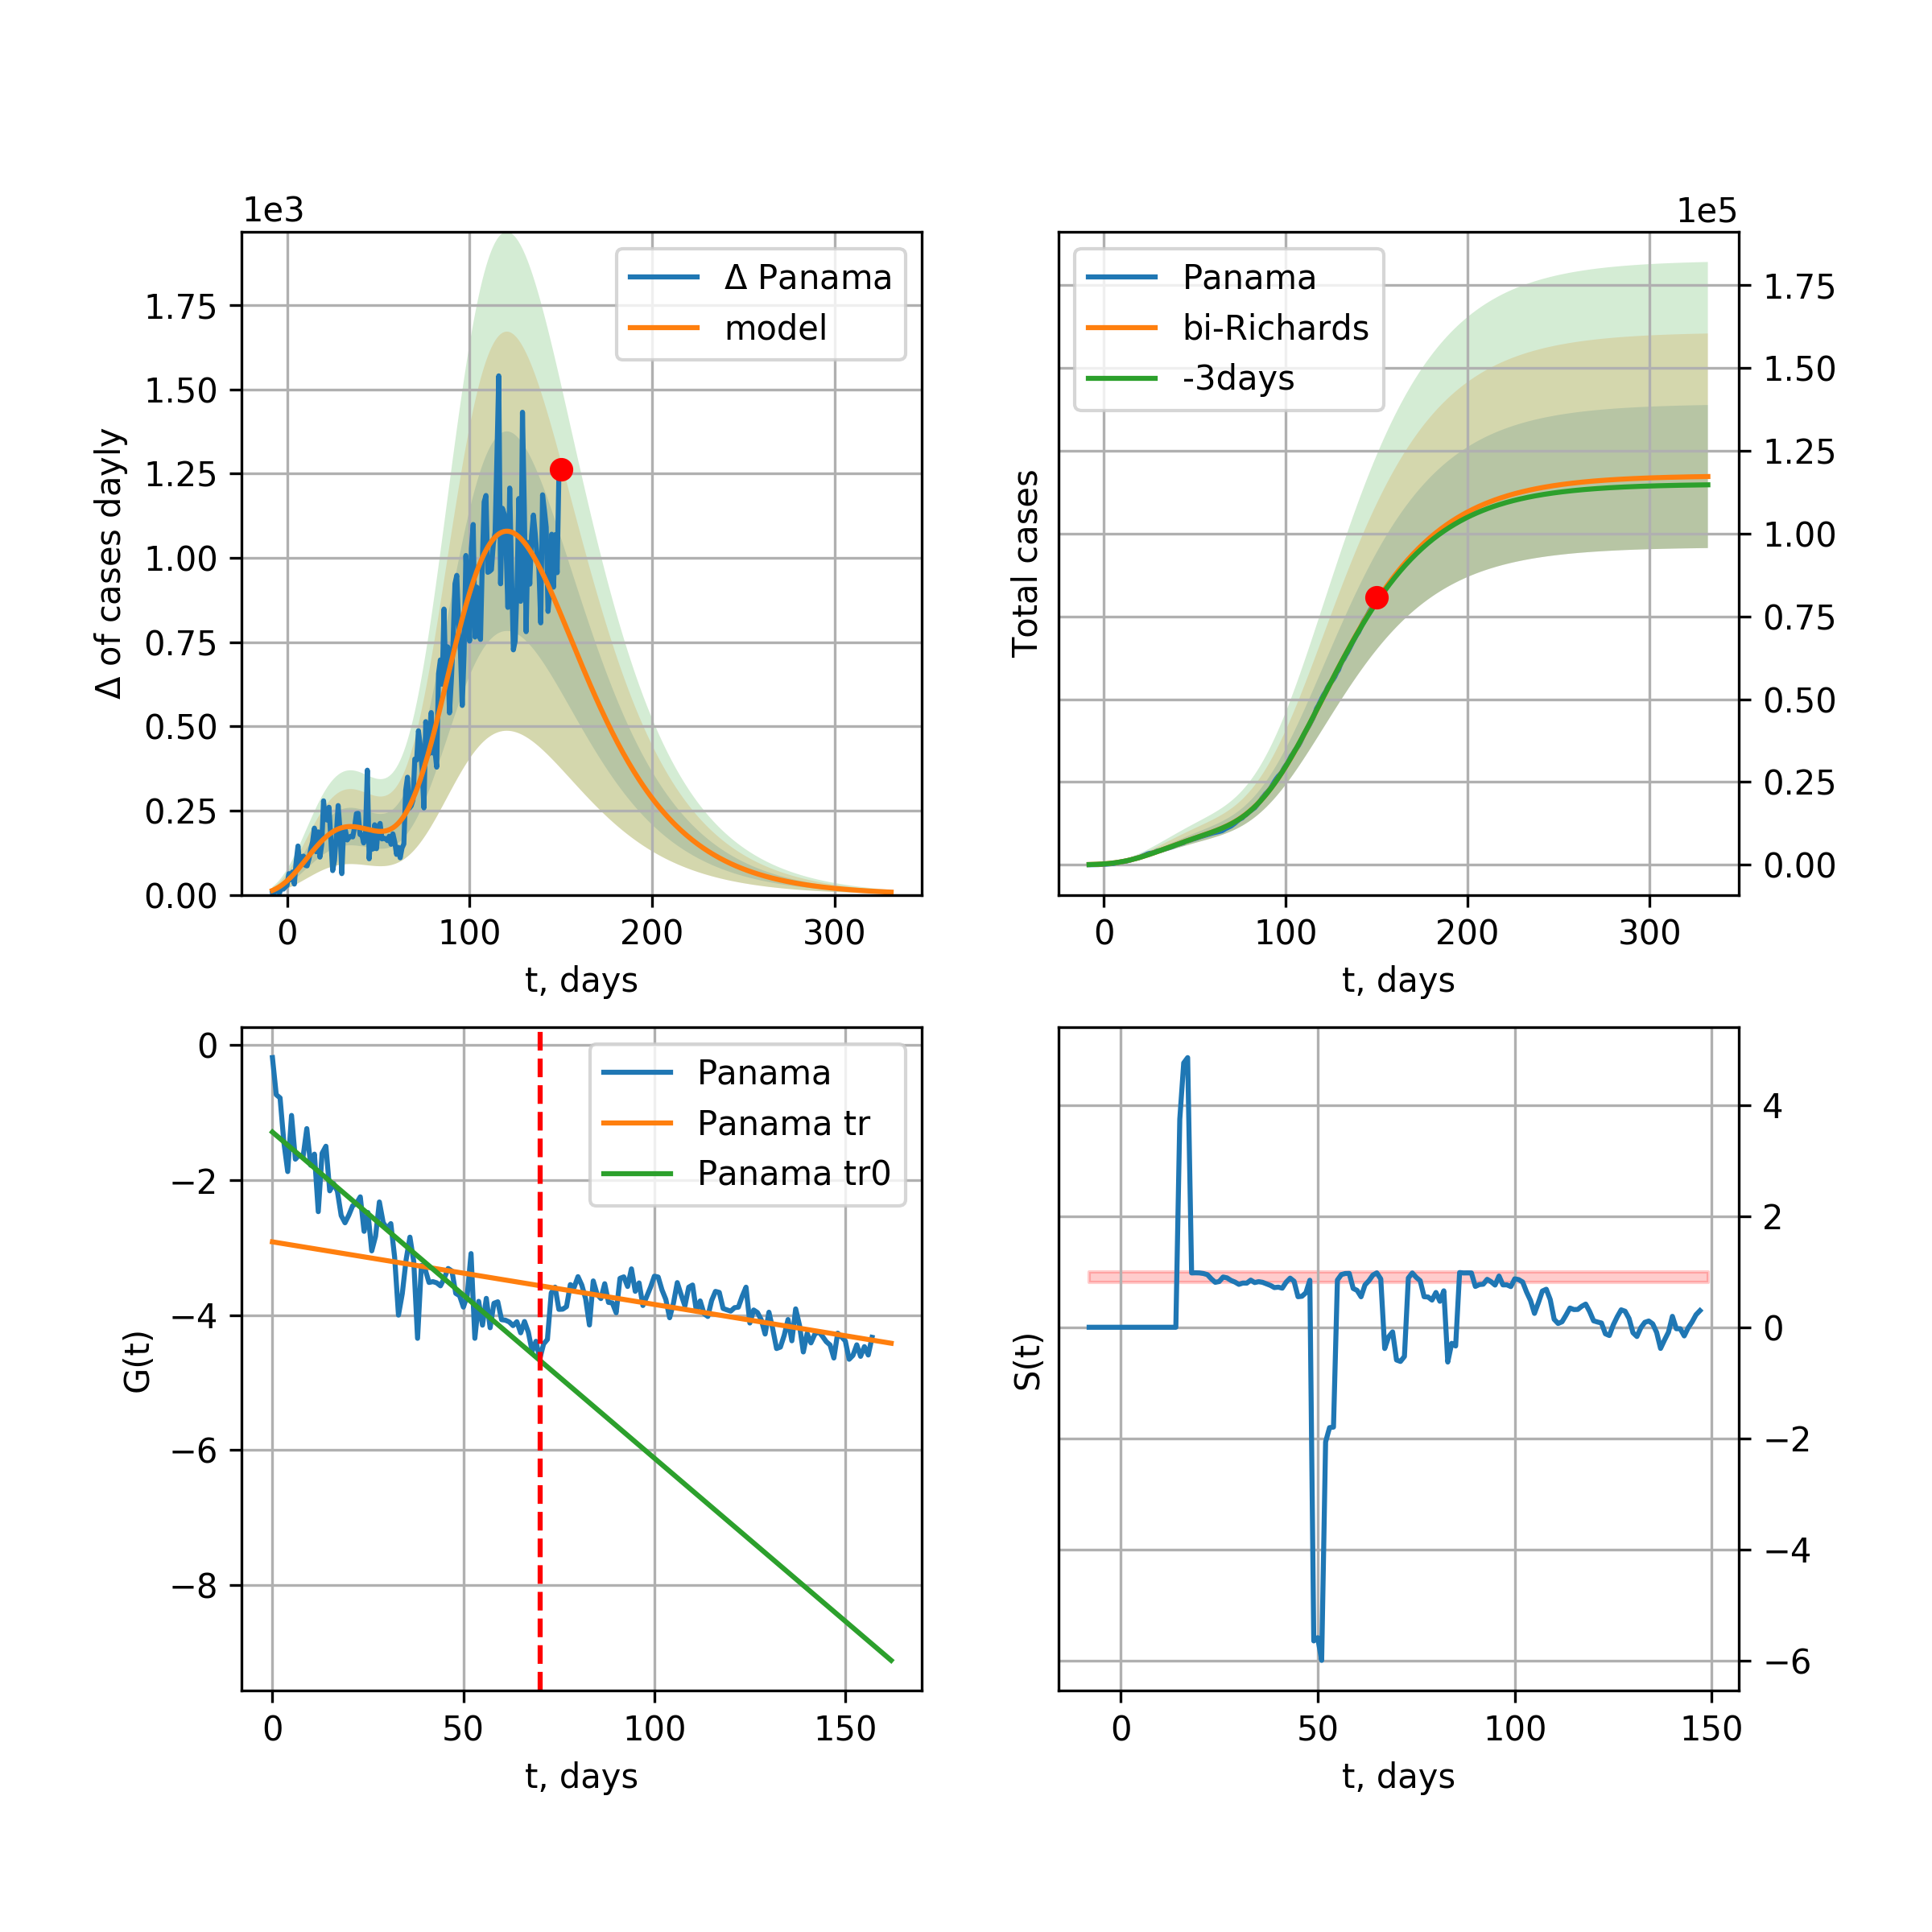 1e3
Δ of cases dayly
1.75
1.50
1.25
1.00
0.75
0.50
0.25
0.00
0 100 200 300
t, days
Δ Panama
model
1e5
Total cases
1.75
1.50
1.25
1.00
0.75
0.50
0.25
0.00
0 100 200 300
t, days
Panama
bi-Richards
-3days
G(t)
0
−2
−4
−6
−8
0 50 100 150
t, days
Panama
Panama tr
Panama tr0
S(t)
4
2
0
−2
−4
−6
0 50 100 150
t, days